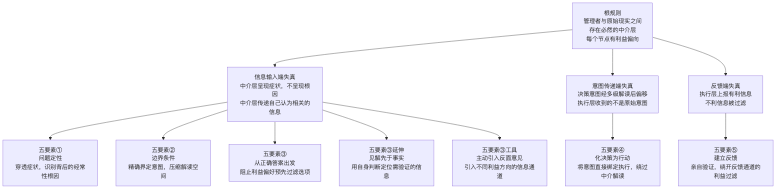 根规则
管理者与原始现实之间
存在必然的中介层
每个节点有利益偏向
信息输入端失真
中介层呈现症状，不呈现根
因
中介层传递自己认为相关的
信息
意图传递端失真
决策意图经多级解读后偏移
执行层收到的不是原始意图
反馈端失真
执行层上报有利信息
不利信息被过滤
五要素①
问题定性
穿透症状，识别背后的经常
性根因
五要素②
边界条件
精确界定意图，压缩解读空
间
五要素③
从正确答案出发
阻止利益偏好预先过滤选项
五要素③延伸
见解先于事实
用自身判断定位需验证的信息
五要素③工具
主动引入反面意见
引入不同利益方向的信息通
道
五要素④
化决策为行动
将意图直接绑定执行，绕过
中介解读
五要素⑤
建立反馈
亲自验证，绕开反馈通道的
利益过滤